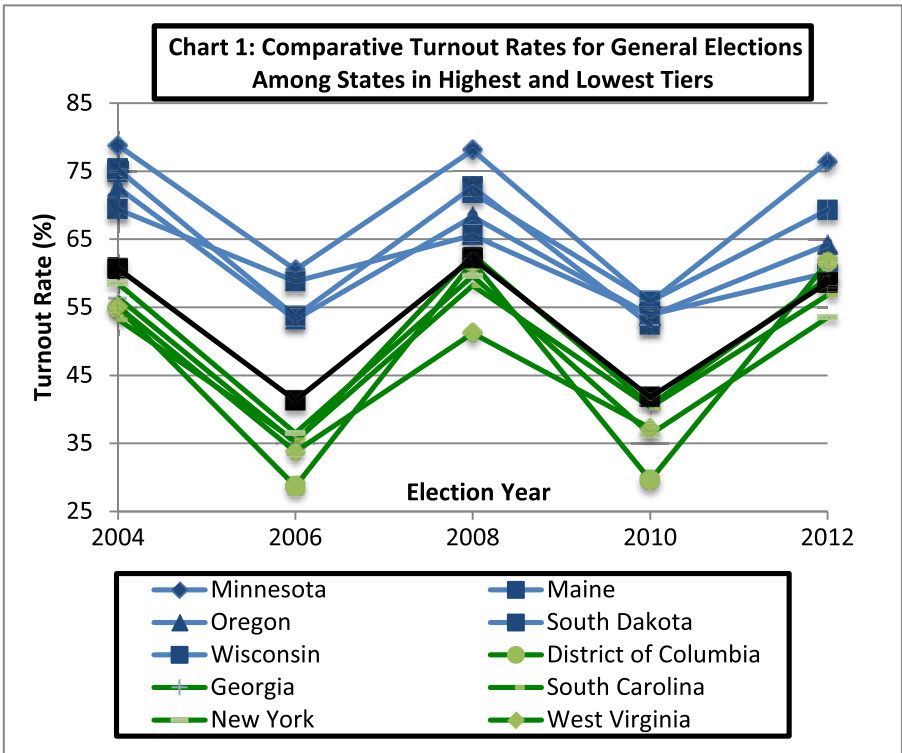 Chart 1: Comparative Turnout Rates for General Elections
Among States in Highest and Lowest Tiers
85
75
65
55
45
35
25
Turnout Rate (%)
Election Year
2004 2006 2008 2010 2012
Minnesota Maine
Oregon South Dakota
Wisconsin District of Columbia
Georgia South Carolina
New York West Virginia